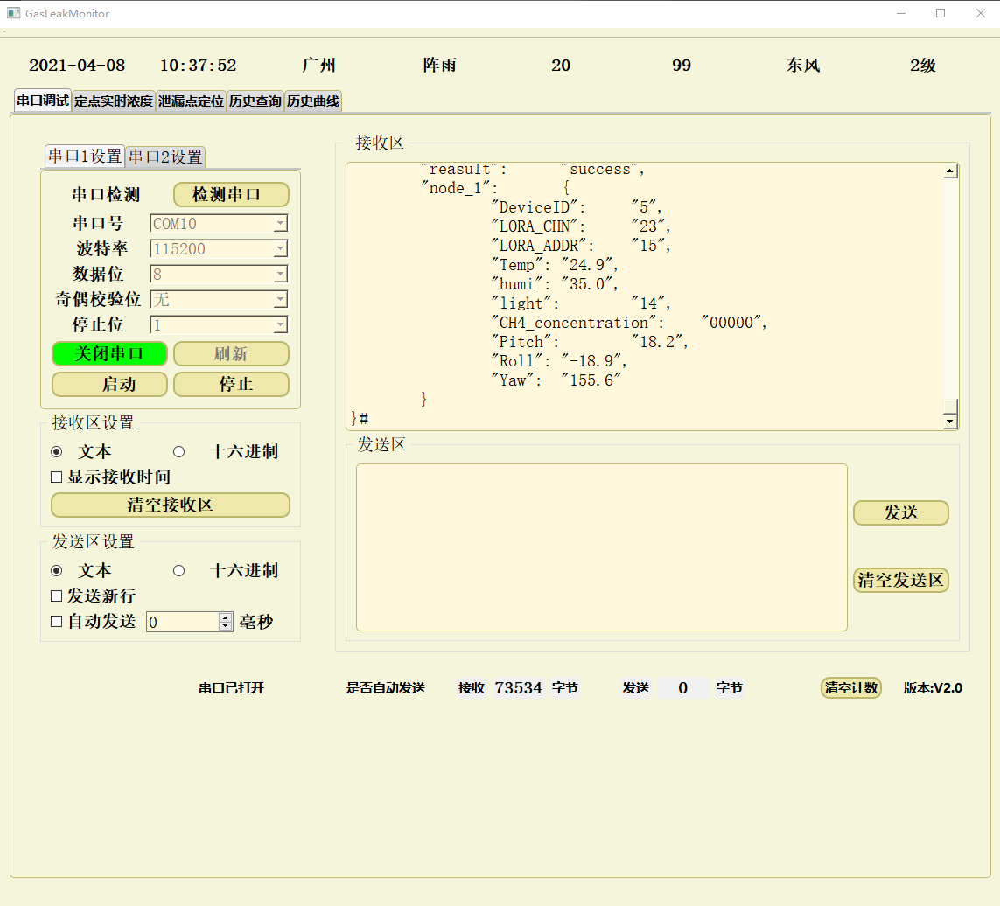 GasLeakMonitor
2021-04-08 10:37:52 广州 阵雨 20 99 东风 2级
串口调试 定点实时浓度 泄漏点定位 历史查询 历史曲线
串口1设置 串口2设置
串口检测 检测串口
串口号 COM10
波特率 115200
数据位 8
奇偶校验位 无
停止位 1
关闭串口 刷新
启动 停止
接收区设置
文本 十六进制
显示接收时间
清空接收区
发送区设置
文本 十六进制
发送新行
自动发送 0 毫秒
接收区
"reasult": "success",
"node_1": {
"DeviceID": "5",
"LORA_CHN": "23",
"LORA_ADDR": "15",
"Temp": "24.9",
"humi": "35.0",
"light": "14",
"CH4_concentration": "00000",
"Pitch": "18.2",
"Roll": "-18.9",
"Yaw": "155.6"
}
}#
发送区
发送
清空发送区
串口已打开 是否自动发送 接收 73534 字节 发送 0 字节 清空计数 版本:V2.0